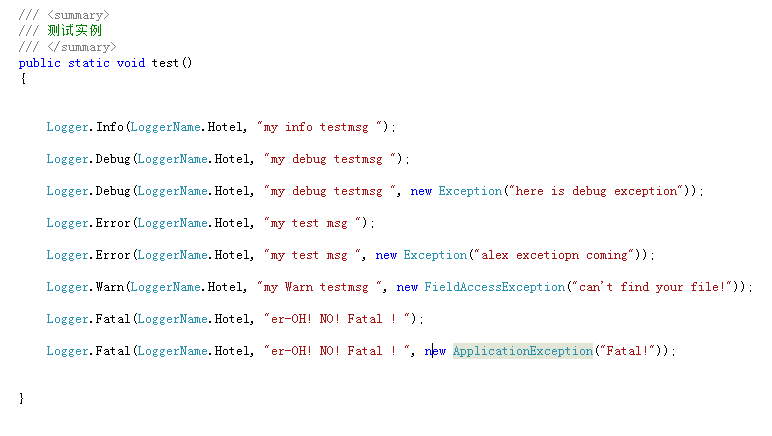 /// <summary>
/// 测试实例
/// </summary>
public static void test()
{
Logger.Info(LoggerName.Hotel, "my info testmsg ");
Logger.Debug(LoggerName.Hotel, "my debug testmsg ");
Logger.Debug(LoggerName.Hotel, "my debug testmsg ", new Exception("here is debug exception"));
Logger.Error(LoggerName.Hotel, "my test msg ");
Logger.Error(LoggerName.Hotel, "my test msg ", new Exception("alex excetiopn coming"));
Logger.Warn(LoggerName.Hotel, "my Warn testmsg ", new FieldAccessException("can't find your file!"));
Logger.Fatal(LoggerName.Hotel, "er-OH! NO! Fatal ! ");
Logger.Fatal(LoggerName.Hotel, "er-OH! NO! Fatal ! ", new ApplicationException("Fatal!"));
}